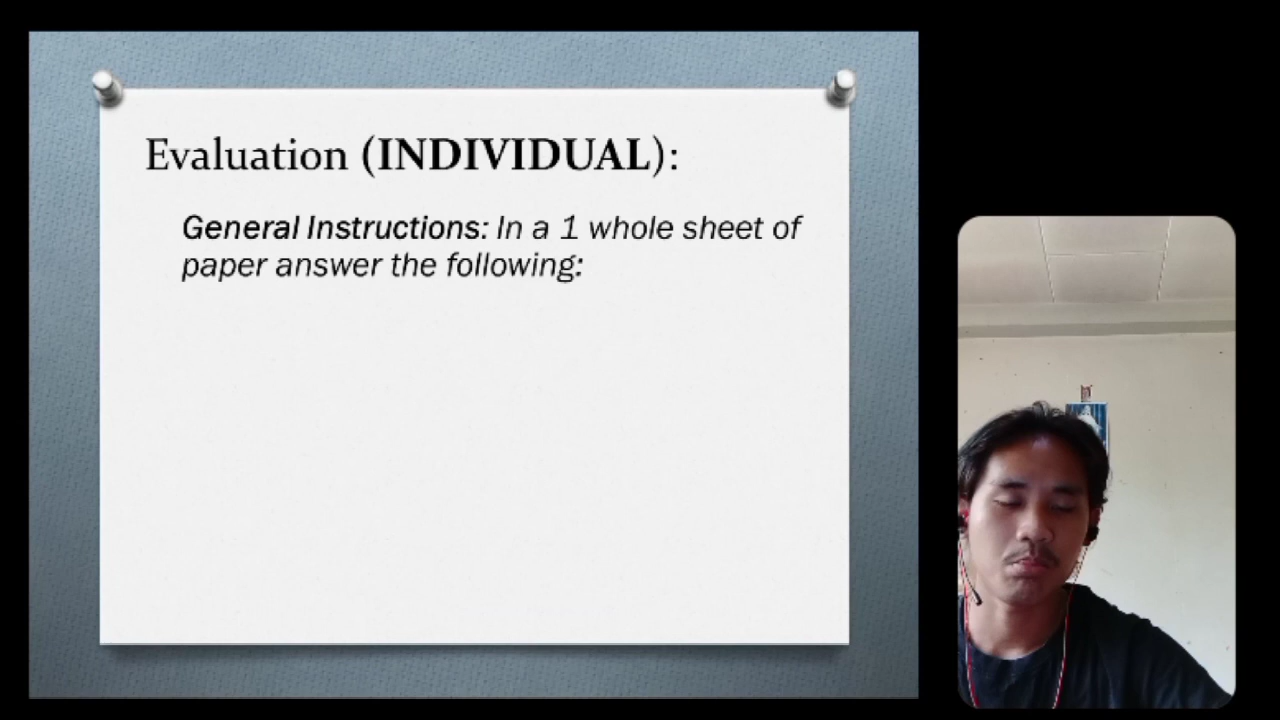 Evaluation (INDIVIDUAL):
General Instructions: In a 1 whole sheet of
paper answer the following: